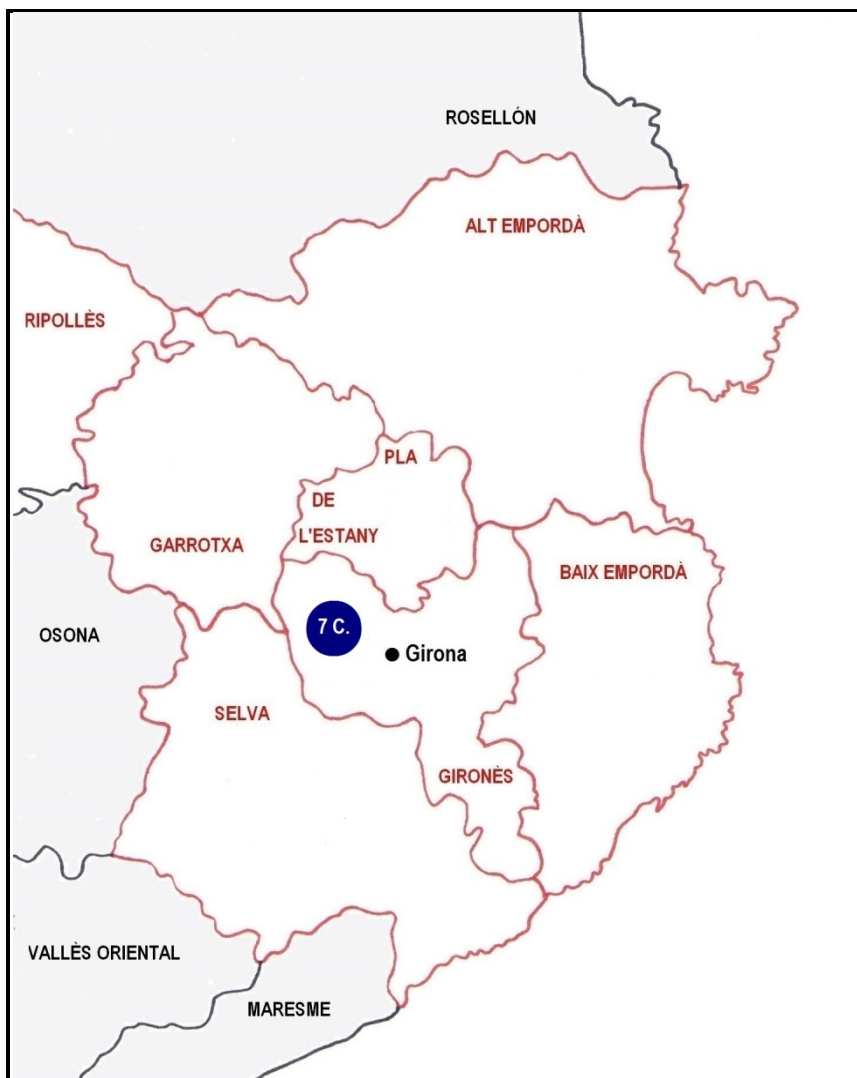 ROSELLÓN
ALT EMPORDÀ
RIPOLLÈS
PLA
DE
L'ESTANY
GARROTXA
BAIX EMPORDÀ
7 C.
OSONA
Girona
SELVA
GIRONÈS
VALLÈS ORIENTAL
MARESME